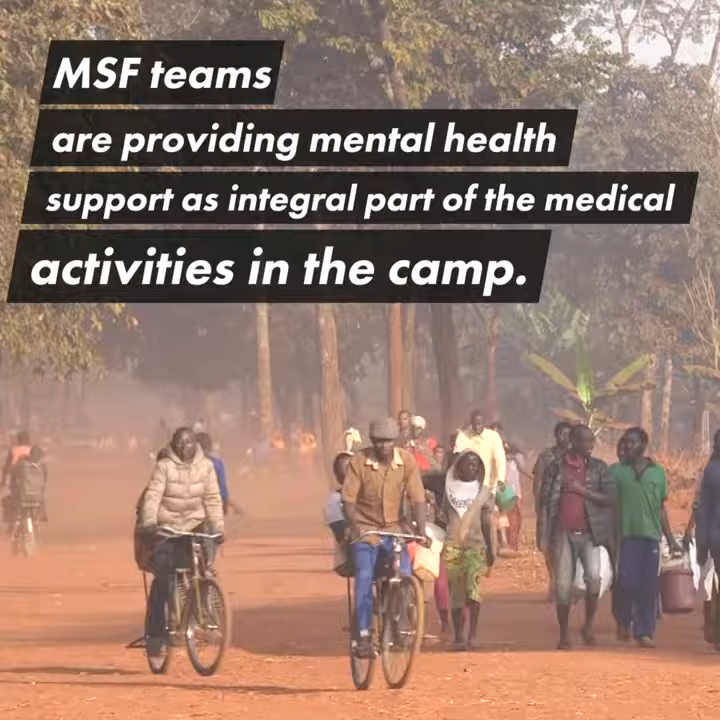 MSF teams
are providing mental health
support as integral part of the medical
activities in the camp.